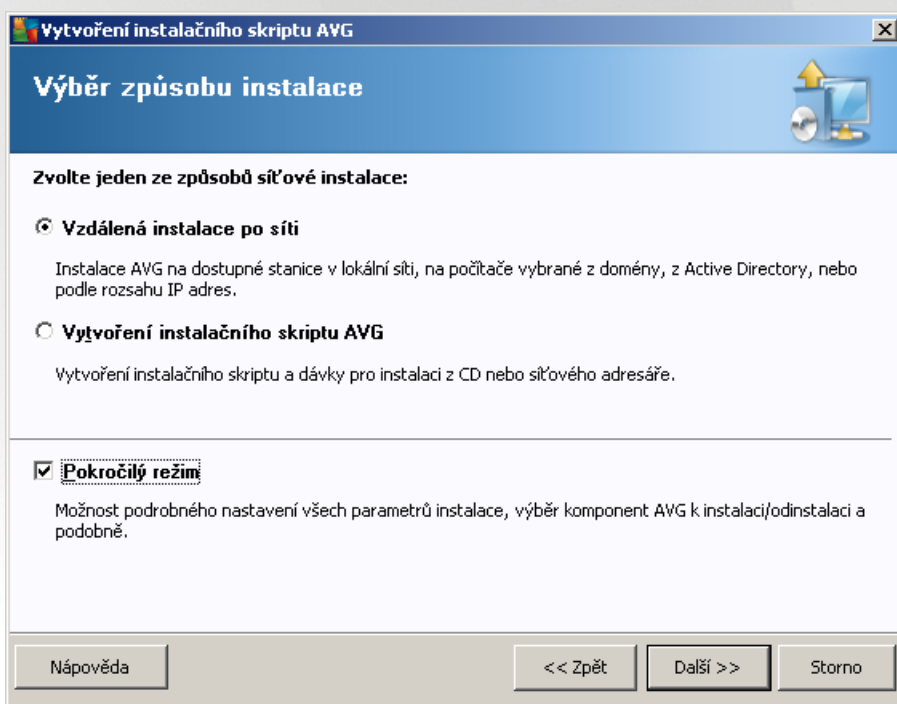 Vytvoření instalačního skriptu AVG
Výběr způsobu instalace
Zvolte jeden ze způsobů síťové instalace:
Vzdálená instalace po síti
Instalace AVG na dostupné stanice v lokální síti, na počítače vybrané z domény, z Active Directory, nebo
podle rozsahu IP adres.
Vytvoření instalačního skriptu AVG
Vytvoření instalačního skriptu a dávky pro instalaci z CD nebo síťového adresáře.
Pokročilý režim
Možnost podrobného nastavení všech parametrů instalace, výběr komponent AVG k instalaci/odinstalaci a
podobně.
Nápověda
<< Zpět
Další >>
Storno